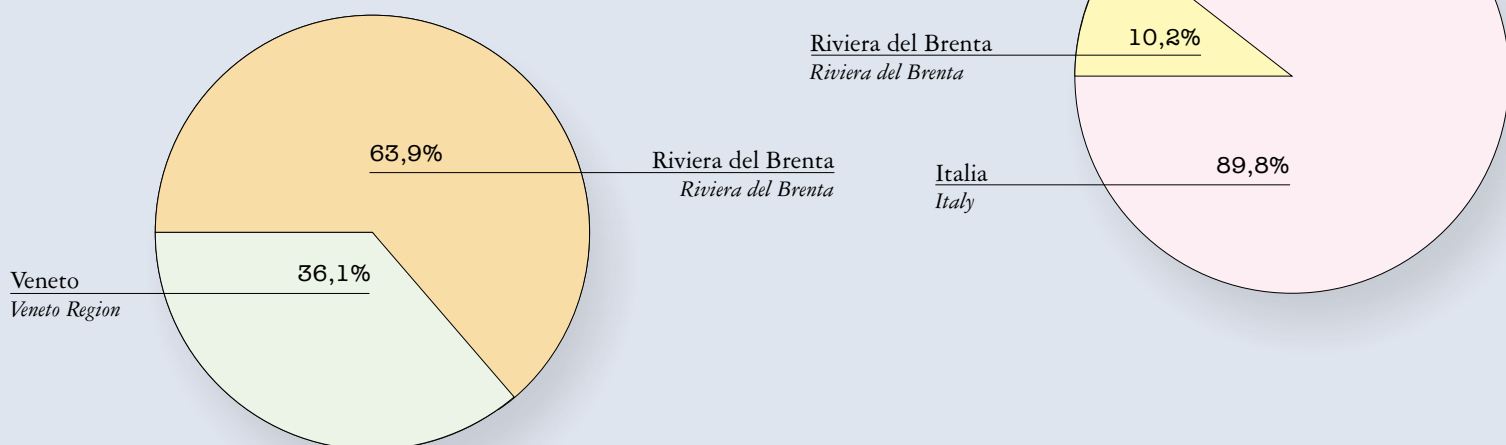 63,9%
Riviera del Brenta
Riviera del Brenta
36,1%
Veneto
Veneto Region
10,2%
Riviera del Brenta
Riviera del Brenta
89,8%
Italia
Italy